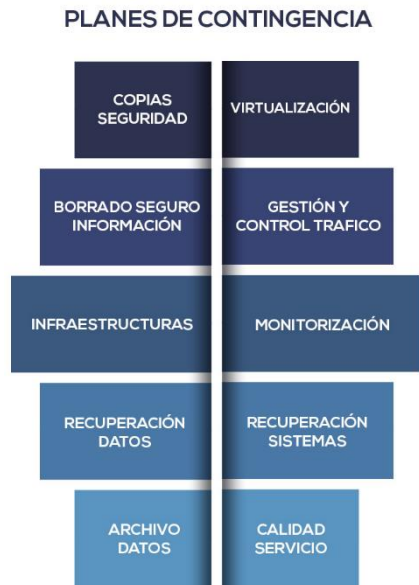 PLANES DE CONTINGENCIA
COPIAS
SEGURIDAD
VIRTUALIZACIÓN
BORRADO SEGURO
INFORMACIÓN
GESTIÓN Y
CONTROL TRAFICO
INFRAESTRUCTURAS
MONITORIZACIÓN
RECUPERACIÓN
DATOS
RECUPERACIÓN
SISTEMAS
ARCHIVO
DATOS
CALIDAD
SERVICIO